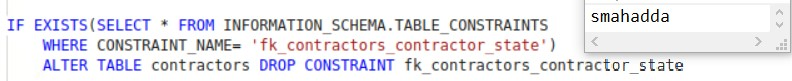 smahadda
IF EXISTS(SELECT * FROM INFORMATION_SCHEMA.TABLE_CONSTRAINTS
WHERE CONSTRAINT_NAME= 'fk_contractors_contractor_state')
ALTER TABLE contractors DROP CONSTRAINT fk_contractors_contractor_state